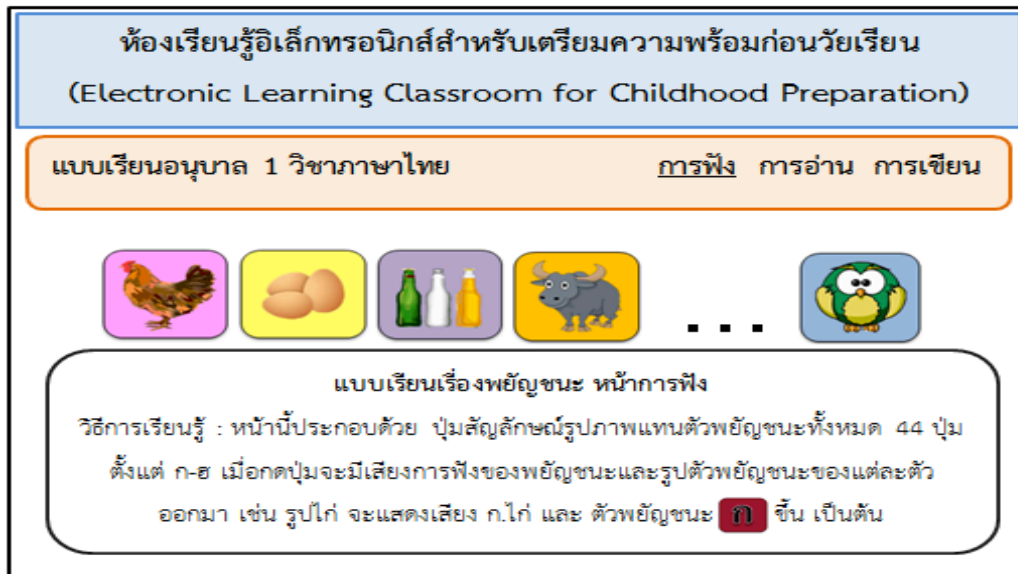 ห้องเรียนรู้อิเล็กทรอนิกส์สำหรับเตรียมความพร้อมก่อนวัยเรียน
(Electronic Learning Classroom for Childhood Preparation)
แบบเรียนอนุบาล 1 วิชาภาษาไทย การฟัง การอ่าน การเขียน
...
แบบเรียนเรื่องพยัญชนะ หน้าการฟัง
วิธีการเรียนรู้ : หน้านี้ประกอบด้วย ปุ่มสัญลักษณ์รูปภาพแทนตัวพยัญชนะทั้งหมด 44 ปุ่ม
ตั้งแต่ ก-ฮ เมื่อกดปุ่มจะมีเสียงการฟังของพยัญชนะและรูปตัวพยัญชนะของแต่ละตัว
ออกมา เช่น รูปไก่ จะแสดงเสียง ก.ไก่ และ ตัวพยัญชนะ ก ขึ้น เป็นต้น